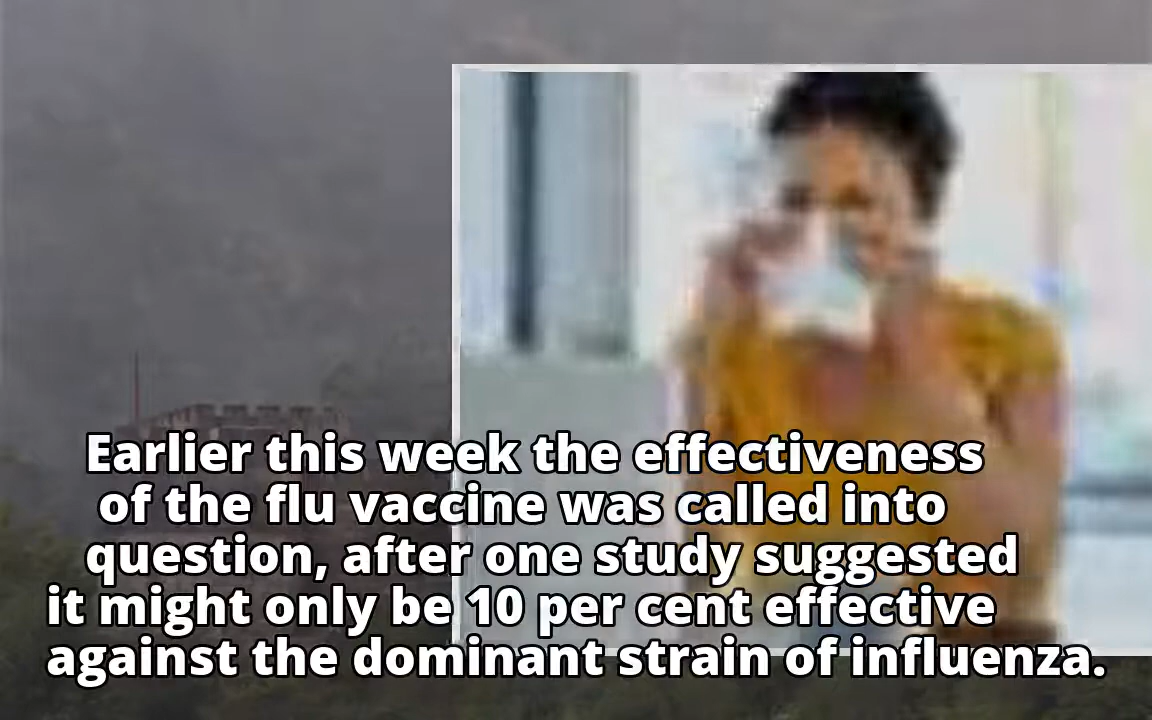 Earlier this week the effectiveness
of the flu vaccine was called into
question, after one study suggested
it might only be 10 per cent effective
against the dominant strain of influenza.